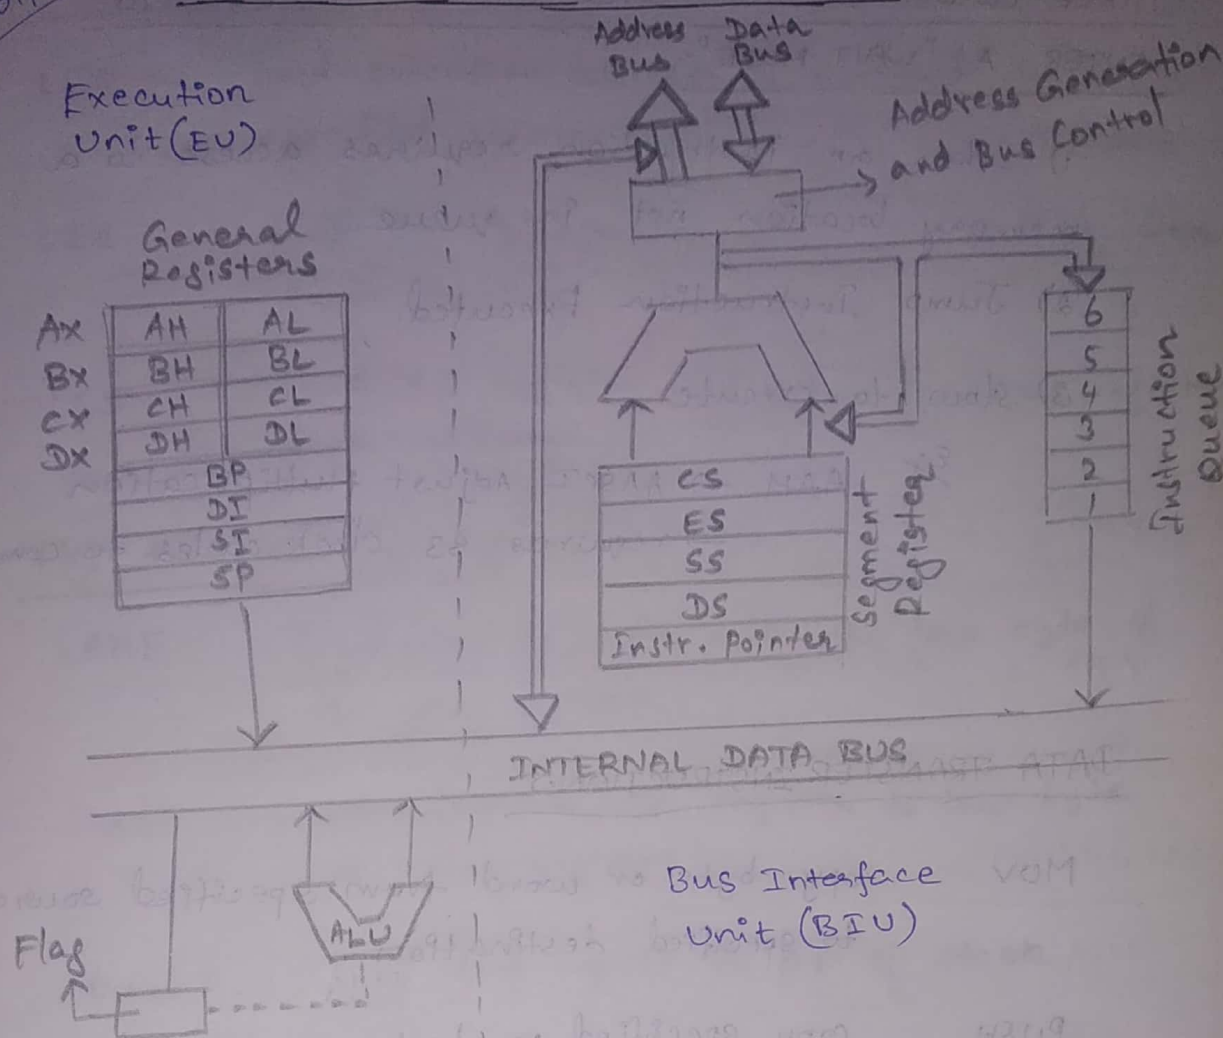 Address
Bus
Data
Bus
Execution
Unit (EU)
Address Generation
and Bus Control
General
Registers
AX
AH
AL
BX
BH
BL
CX
CH
CL
DX
DH
DL
BP
DI
SI
SP
6
5
4
3
2
1
Instruction
Queue
CS
ES
SS
DS
Instr. Pointer
Segment
Register
INTERNAL DATA BUS
Bus Interface
Unit (BIU)
ALU
Flag